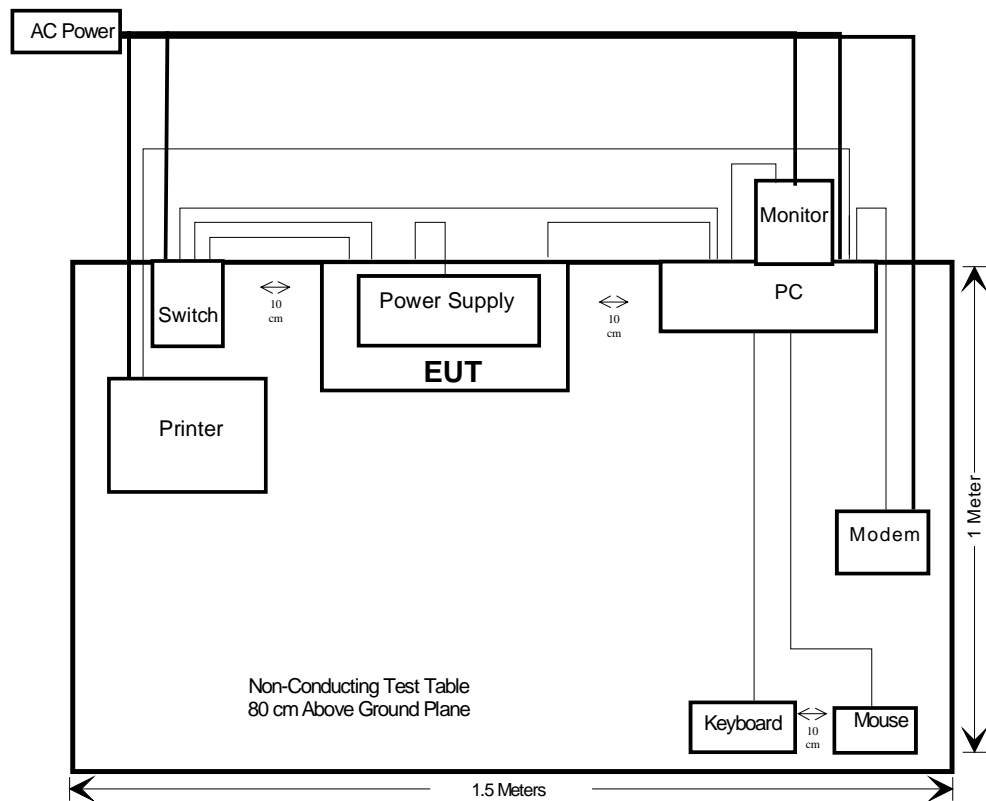 AC Power
Monitor
Switch
10
cm
Power Supply
EUT
10
cm
PC
Printer
Modem
1 Meter
Non-Conducting Test Table
80 cm Above Ground Plane
Keyboard
10
cm
Mouse
1.5 Meters